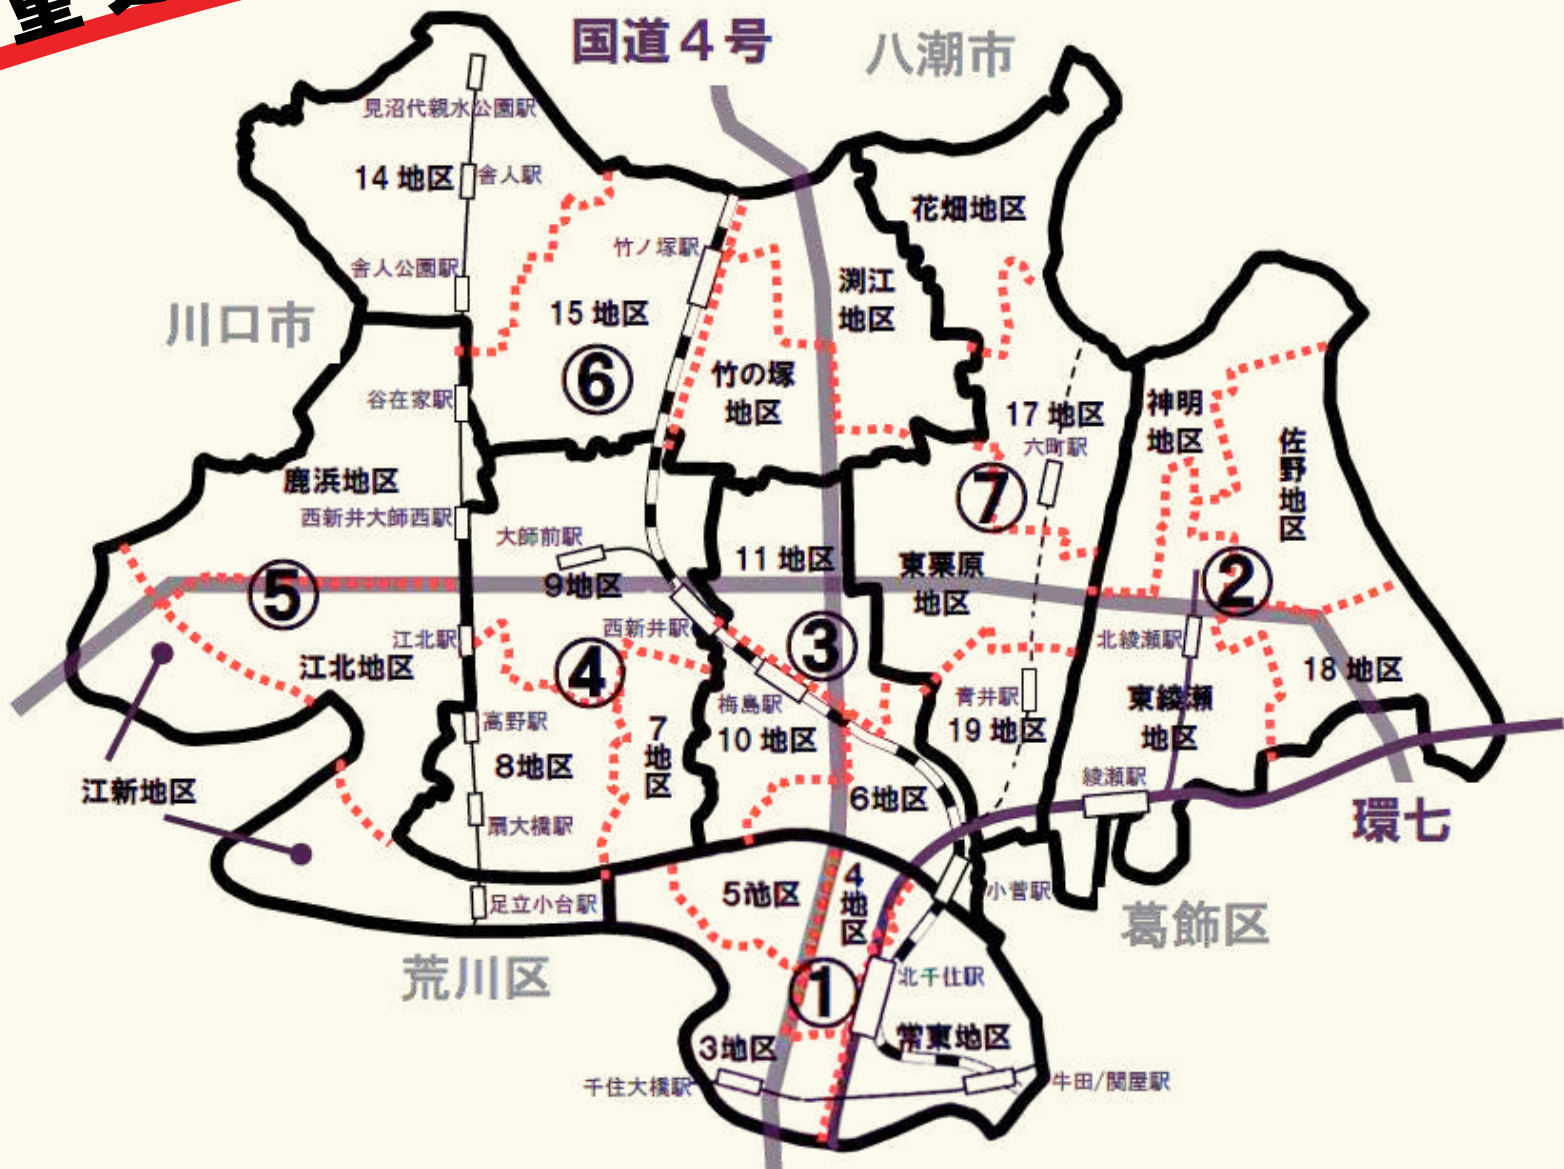 国道４号
八潮市
見沼代親水公園駅
14 地区
舎人駅
花畑地区
竹ノ塚駅
舎人公園駅
渕江
地区
15 地区
川口市
⑥
竹の塚
地区
谷在家駅
17 地区
神明
地区
六町駅
佐野地区
鹿浜地区
⑦
西新井大師西駅
大師前駅
11 地区
東栗原
地区
9地区
⑤
②
西新井駅
江北駅
③
北綾瀬駅
江北地区
④
18 地区
梅島駅
青井駅
東綾瀬
地区
高野駅
7地区
10 地区
19 地区
8地区
江新地区
綾瀬駅
6地区
環七
扇大橋駅
小菅駅
5地区
4地区
足立小台駅
葛飾区
荒川区
①
北千住駅
常東地区
3地区
千住大橋駅
牛田/関屋駅